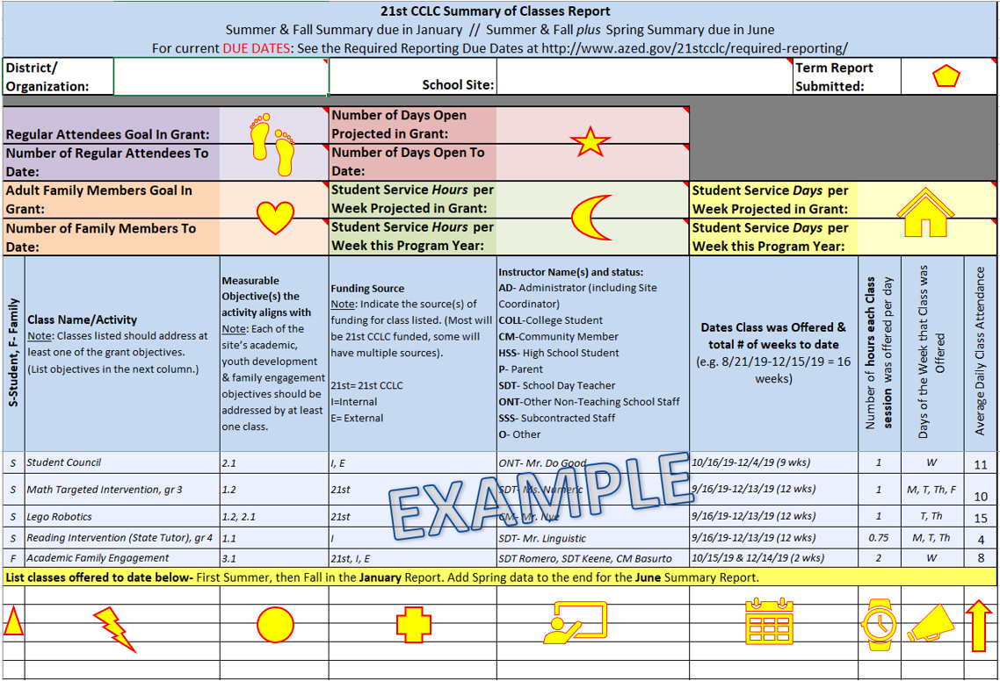 21st CCLC Summary of Classes Report
Summer & Fall Summary due in January // Summer & Fall plus Spring Summary due in June
For current DUE DATES: See the Required Reporting Due Dates at http://www.azed.gov/21stcclc/required-reporting/
District/
Organization:
School Site:
Term Report
Submitted:
Regular Attendees Goal In Grant:
Number of Days Open
Projected in Grant:
Number of Regular Attendees To
Date:
Number of Days Open To
Date:
Adult Family Members Goal In
Grant:
Student Service Hours per
Week Projected in Grant:
Student Service Days per
Week Projected in Grant:
Number of Family Members To
Date:
Student Service Hours per
Week this Program Year:
Student Service Days per
Week this Program Year:
S-Student, F- Family
Class Name/Activity
Note: Classes listed should address at
least one of the grant objectives.
(List objectives in the next column.)
Measurable
Objective(s) the
activity aligns with
Note: Each of the
site's academic,
youth development
& family engagement
objectives should be
addressed by at least
one class.
Funding Source
Note: Indicate the source(s) of
funding for class listed. (Most will
be 21st CCLC funded, some will
have multiple sources).
21st= 21st CCLC
I=Internal
E= External
Instructor Name(s) and status:
AD- Administrator (including Site
Coordinator)
COLL-College Student
CM-Community Member
HSS- High School Student
P- Parent
SDT- School Day Teacher
ONT-Other Non-Teaching School Staff
SSS- Subcontracted Staff
O- Other
Dates Class was Offered &
total # of weeks to date
(e.g. 8/21/19-12/15/19 = 16
weeks)
Number of hours each Class
session was offered per day
Days of the Week that Class was
Offered
Average Daily Class Attendance
S Student Council 2.1 I, E ONT- Mr. Do Good 10/16/19-12/4/19 (9 wks) 1 W 11
S Math Targeted Intervention, gr 3 1.2 21st SDT- Ms. Numeric 9/16/19-12/13/19 (12 wks) 1 M, T, Th, F 10
S Lego Robotics 1.2, 2.1 21st CM- Mr. Nye 9/16/19-12/13/19 (12 wks) 1 T, Th 15
S Reading Intervention (State Tutor), gr 4 1.1 I SDT- Mr. Linguistic 9/16/19-12/13/19 (12 wks) 0.75 M, T, Th 4
F Academic Family Engagement 3.1 21st, I, E SDT Romero, SDT Keene, CM Basurto 10/15/19 & 12/14/19 (2 wks) 2 W 8
EXAMPLE
List classes offered to date below- First Summer, then Fall in the January Report. Add Spring data to the end for the June Summary Report.